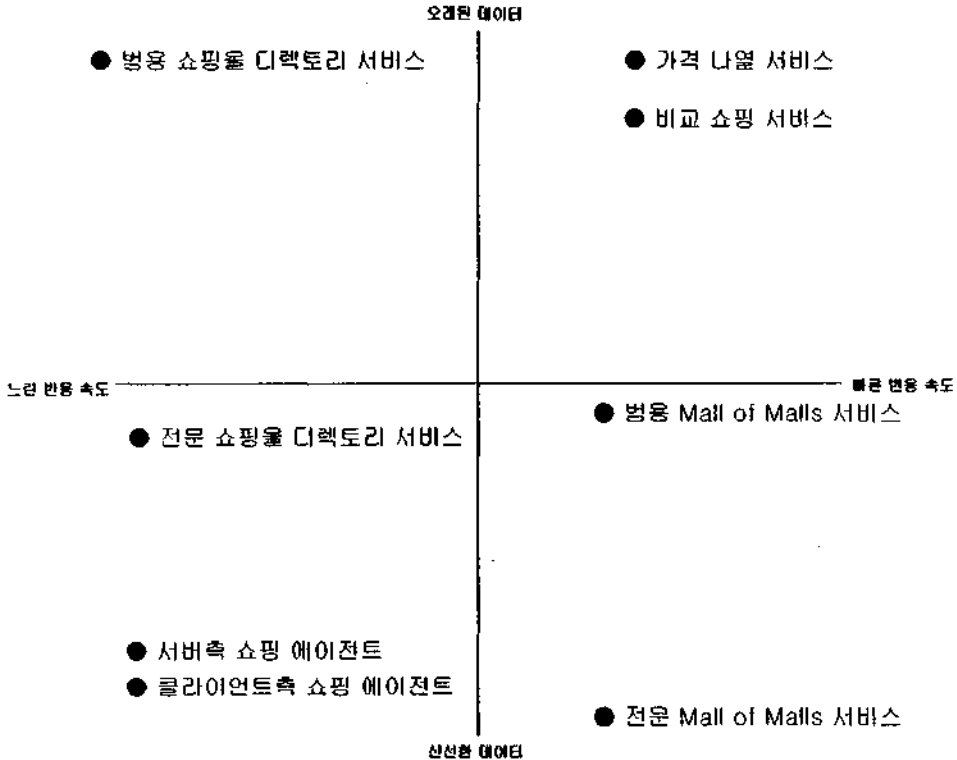 오래된 데이터
● 범용 쇼핑몰 디렉토리 서비스
● 가격 나열 서비스
● 비교 쇼핑 서비스
느린 반응 속도
빠른 반응 속도
● 범용 Mall of Malls 서비스
● 전문 쇼핑몰 디렉토리 서비스
● 서버측 쇼핑 에이전트
● 클라이언트측 쇼핑 에이전트
● 전문 Mall of Malls 서비스
신선한 데이터